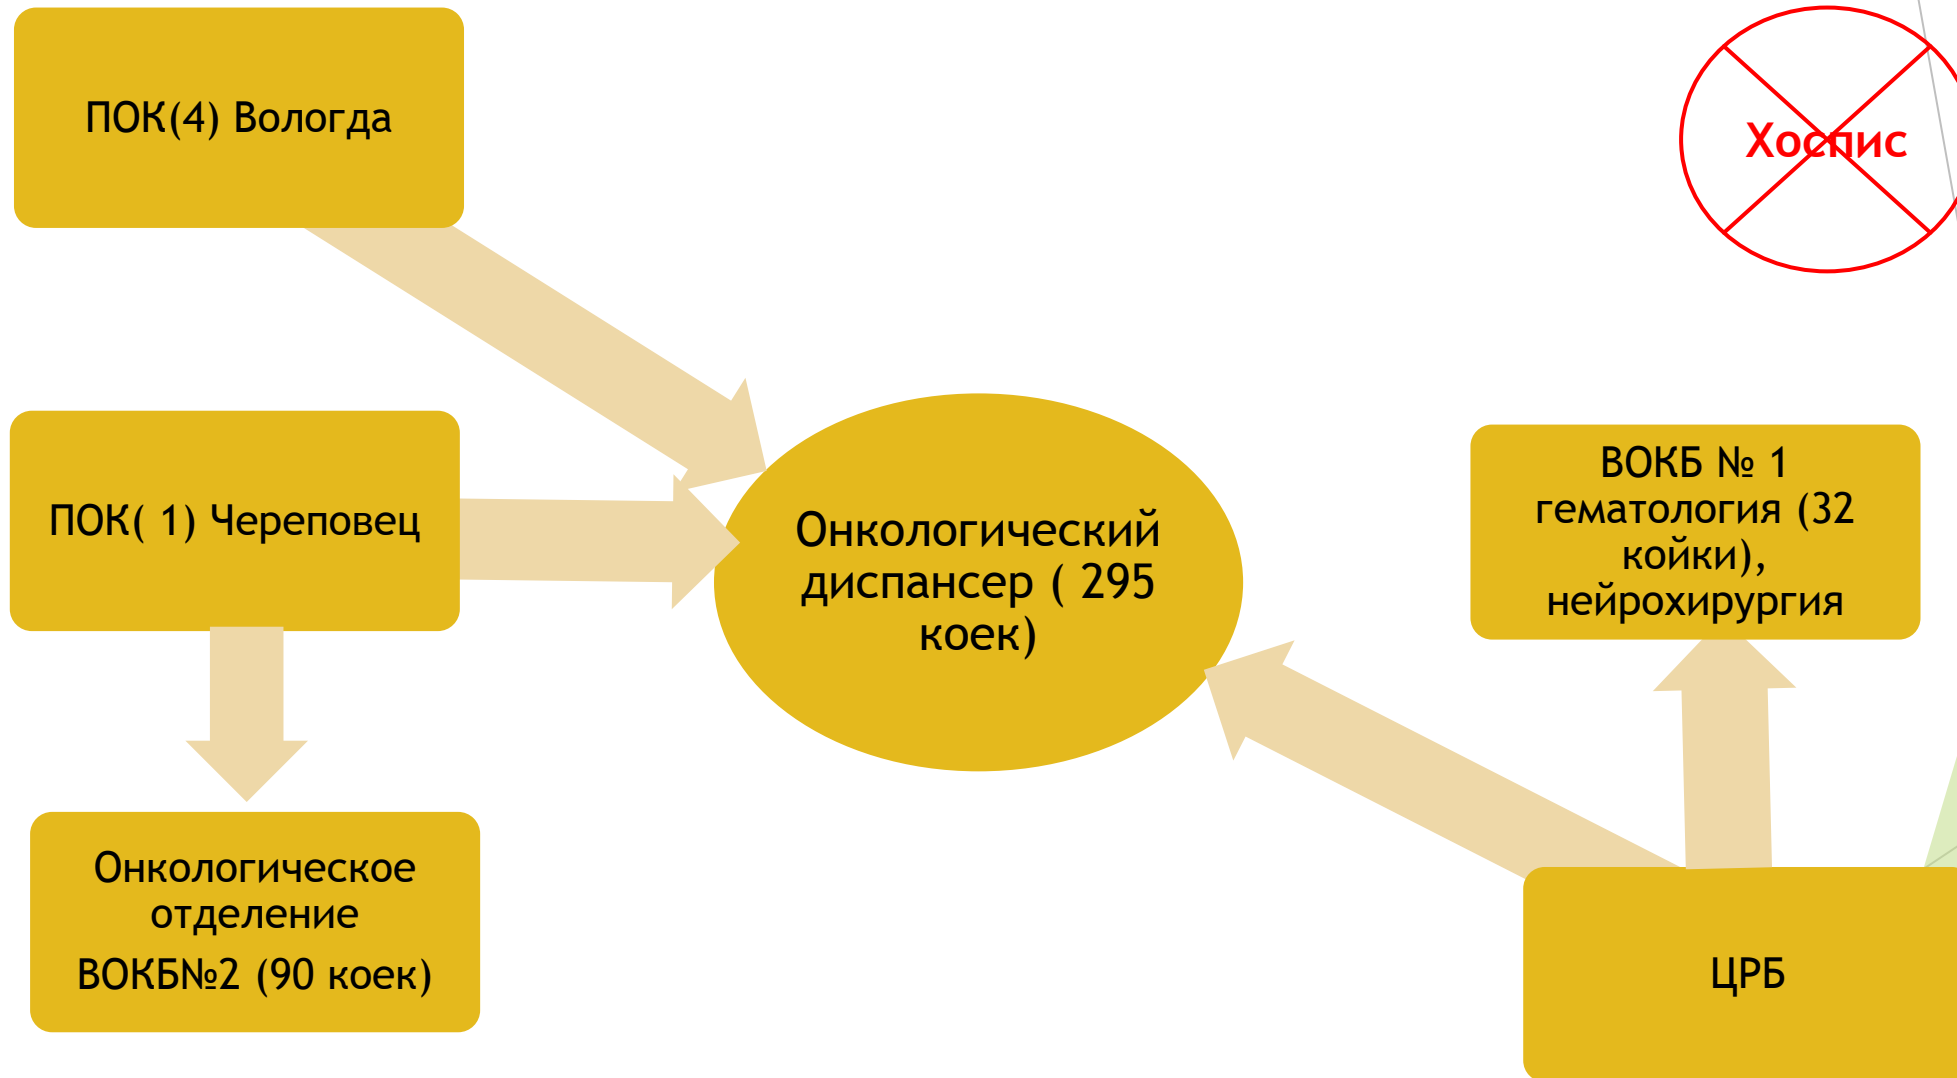 ПОК(4) Вологда
Хоспис
ПОК( 1) Череповец
Онкологический
диспансер ( 295
коек)
ВОКБ № 1
гематология (32
койки),
нейрохирургия
Онкологическое
отделение
ВОКБ№2 (90 коек)
ЦРБ